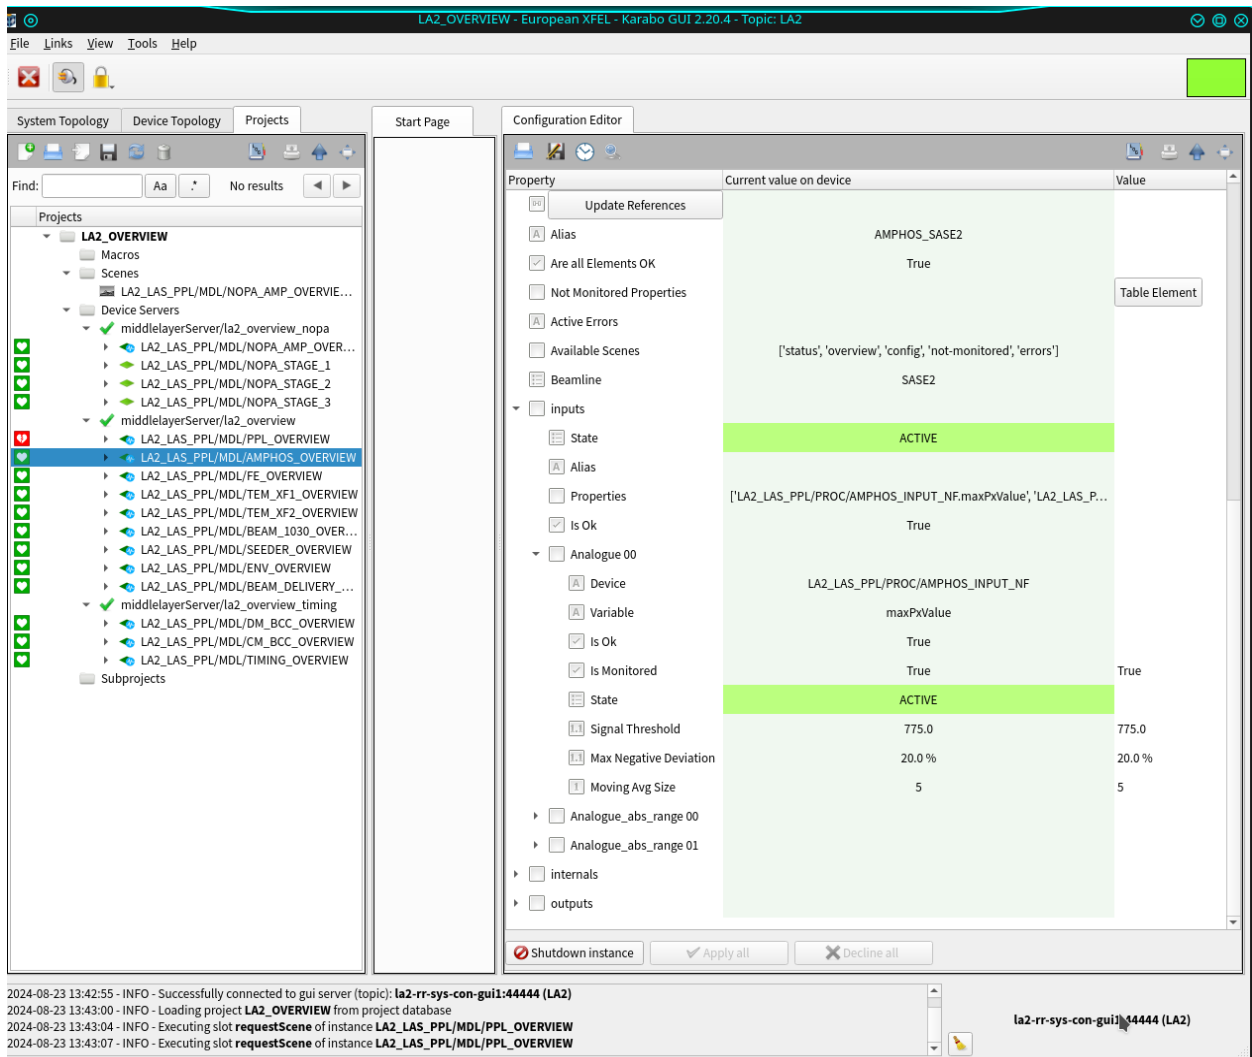 LA2_OVERVIEW - European XFEL - Karabo GUI 2.20.4 - Topic: LA2
File Links View Tools Help
System Topology Device Topology Projects
Start Page
Configuration Editor
Find: Aa .* No results
Projects
LA2_OVERVIEW
Macros
Scenes
LA2_LAS_PPL/MDL/NOPA_AMP_OVERVIE...
Device Servers
middlelayerServer/la2_overview_nopa
LA2_LAS_PPL/MDL/NOPA_AMP_OVER...
LA2_LAS_PPL/MDL/NOPA_STAGE_1
LA2_LAS_PPL/MDL/NOPA_STAGE_2
LA2_LAS_PPL/MDL/NOPA_STAGE_3
middlelayerServer/la2_overview
LA2_LAS_PPL/MDL/PPL_OVERVIEW
LA2_LAS_PPL/MDL/AMPHOS_OVERVIEW
LA2_LAS_PPL/MDL/FE_OVERVIEW
LA2_LAS_PPL/MDL/TEM_XF1_OVERVIEW
LA2_LAS_PPL/MDL/TEM_XF2_OVERVIEW
LA2_LAS_PPL/MDL/BEAM_1030_OVER...
LA2_LAS_PPL/MDL/SEEDER_OVERVIEW
LA2_LAS_PPL/MDL/ENV_OVERVIEW
LA2_LAS_PPL/MDL/BEAM_DELIVERY_...
middlelayerServer/la2_overview_timing
LA2_LAS_PPL/MDL/DM_BCC_OVERVIEW
LA2_LAS_PPL/MDL/CM_BCC_OVERVIEW
LA2_LAS_PPL/MDL/TIMING_OVERVIEW
Subprojects
Property Current value on device Value
Update References
A Alias AMPHOS_SASE2
Are all Elements OK True
Not Monitored Properties Table Element
A Active Errors
Available Scenes ['status', 'overview', 'config', 'not-monitored', 'errors']
Beamline SASE2
inputs
State ACTIVE
A Alias
Properties ['LA2_LAS_PPL/PROC/AMPHOS_INPUT_NF.maxPxValue', 'LA2_LAS_P...
Is Ok True
Analogue 00
A Device LA2_LAS_PPL/PROC/AMPHOS_INPUT_NF
A Variable maxPxValue
Is Ok True
Is Monitored True True
State ACTIVE
1.1 Signal Threshold 775.0 775.0
1.1 Max Negative Deviation 20.0 % 20.0 %
1 Moving Avg Size 5 5
Analogue_abs_range 00
Analogue_abs_range 01
internals
outputs
Shutdown instance Apply all Decline all
2024-08-23 13:42:55 - INFO - Successfully connected to gui server (topic): la2-rr-sys-con-gui1:44444 (LA2)
2024-08-23 13:43:00 - INFO - Loading project LA2_OVERVIEW from project database
2024-08-23 13:43:04 - INFO - Executing slot requestScene of instance LA2_LAS_PPL/MDL/PPL_OVERVIEW
2024-08-23 13:43:07 - INFO - Executing slot requestScene of instance LA2_LAS_PPL/MDL/PPL_OVERVIEW
la2-rr-sys-con-gui1:44444 (LA2)